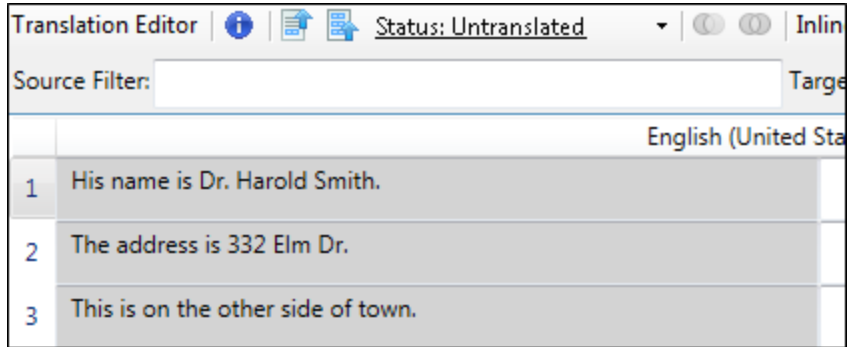 Translation Editor Status: Untranslated
Source Filter:
English (United
1 His name is Dr. Harold Smith.
2 The address is 332 Elm Dr.
3 This is on the other side of town.